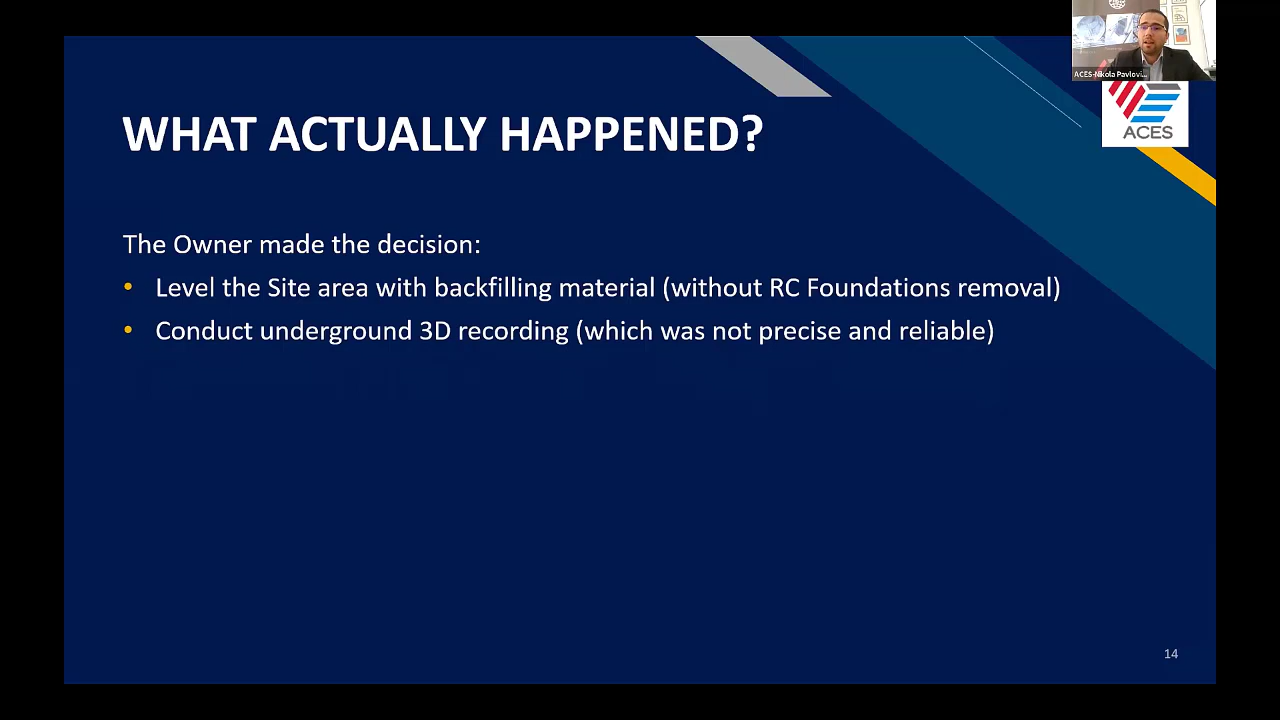 ACES-Nikola Pavlovi...
ACES
WHAT ACTUALLY HAPPENED?
The Owner made the decision:
• Level the Site area with backfilling material (without RC Foundations removal)
• Conduct underground 3D recording (which was not precise and reliable)
14